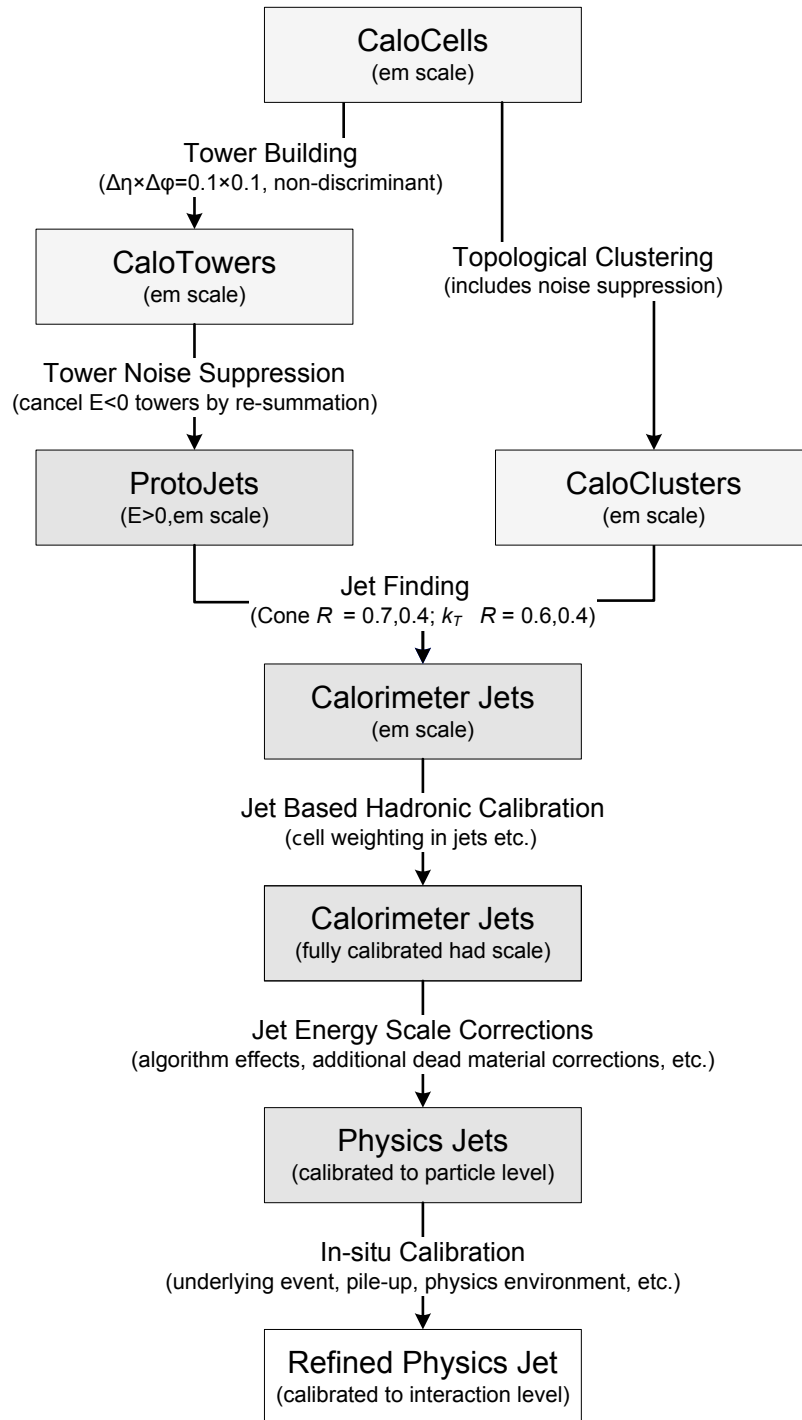 CaloCells
(em scale)
Tower Building
(Δη×Δφ=0.1×0.1, non-discriminant)
CaloTowers
(em scale)
Topological Clustering
(includes noise suppression)
Tower Noise Suppression
(cancel E<0 towers by re-summation)
ProtoJets
(E>0,em scale)
CaloClusters
(em scale)
Jet Finding
(Cone R = 0.7,0.4; kT R = 0.6,0.4)
Calorimeter Jets
(em scale)
Jet Based Hadronic Calibration
(cell weighting in jets etc.)
Calorimeter Jets
(fully calibrated had scale)
Jet Energy Scale Corrections
(algorithm effects, additional dead material corrections, etc.)
Physics Jets
(calibrated to particle level)
In-situ Calibration
(underlying event, pile-up, physics environment, etc.)
Refined Physics Jet
(calibrated to interaction level)